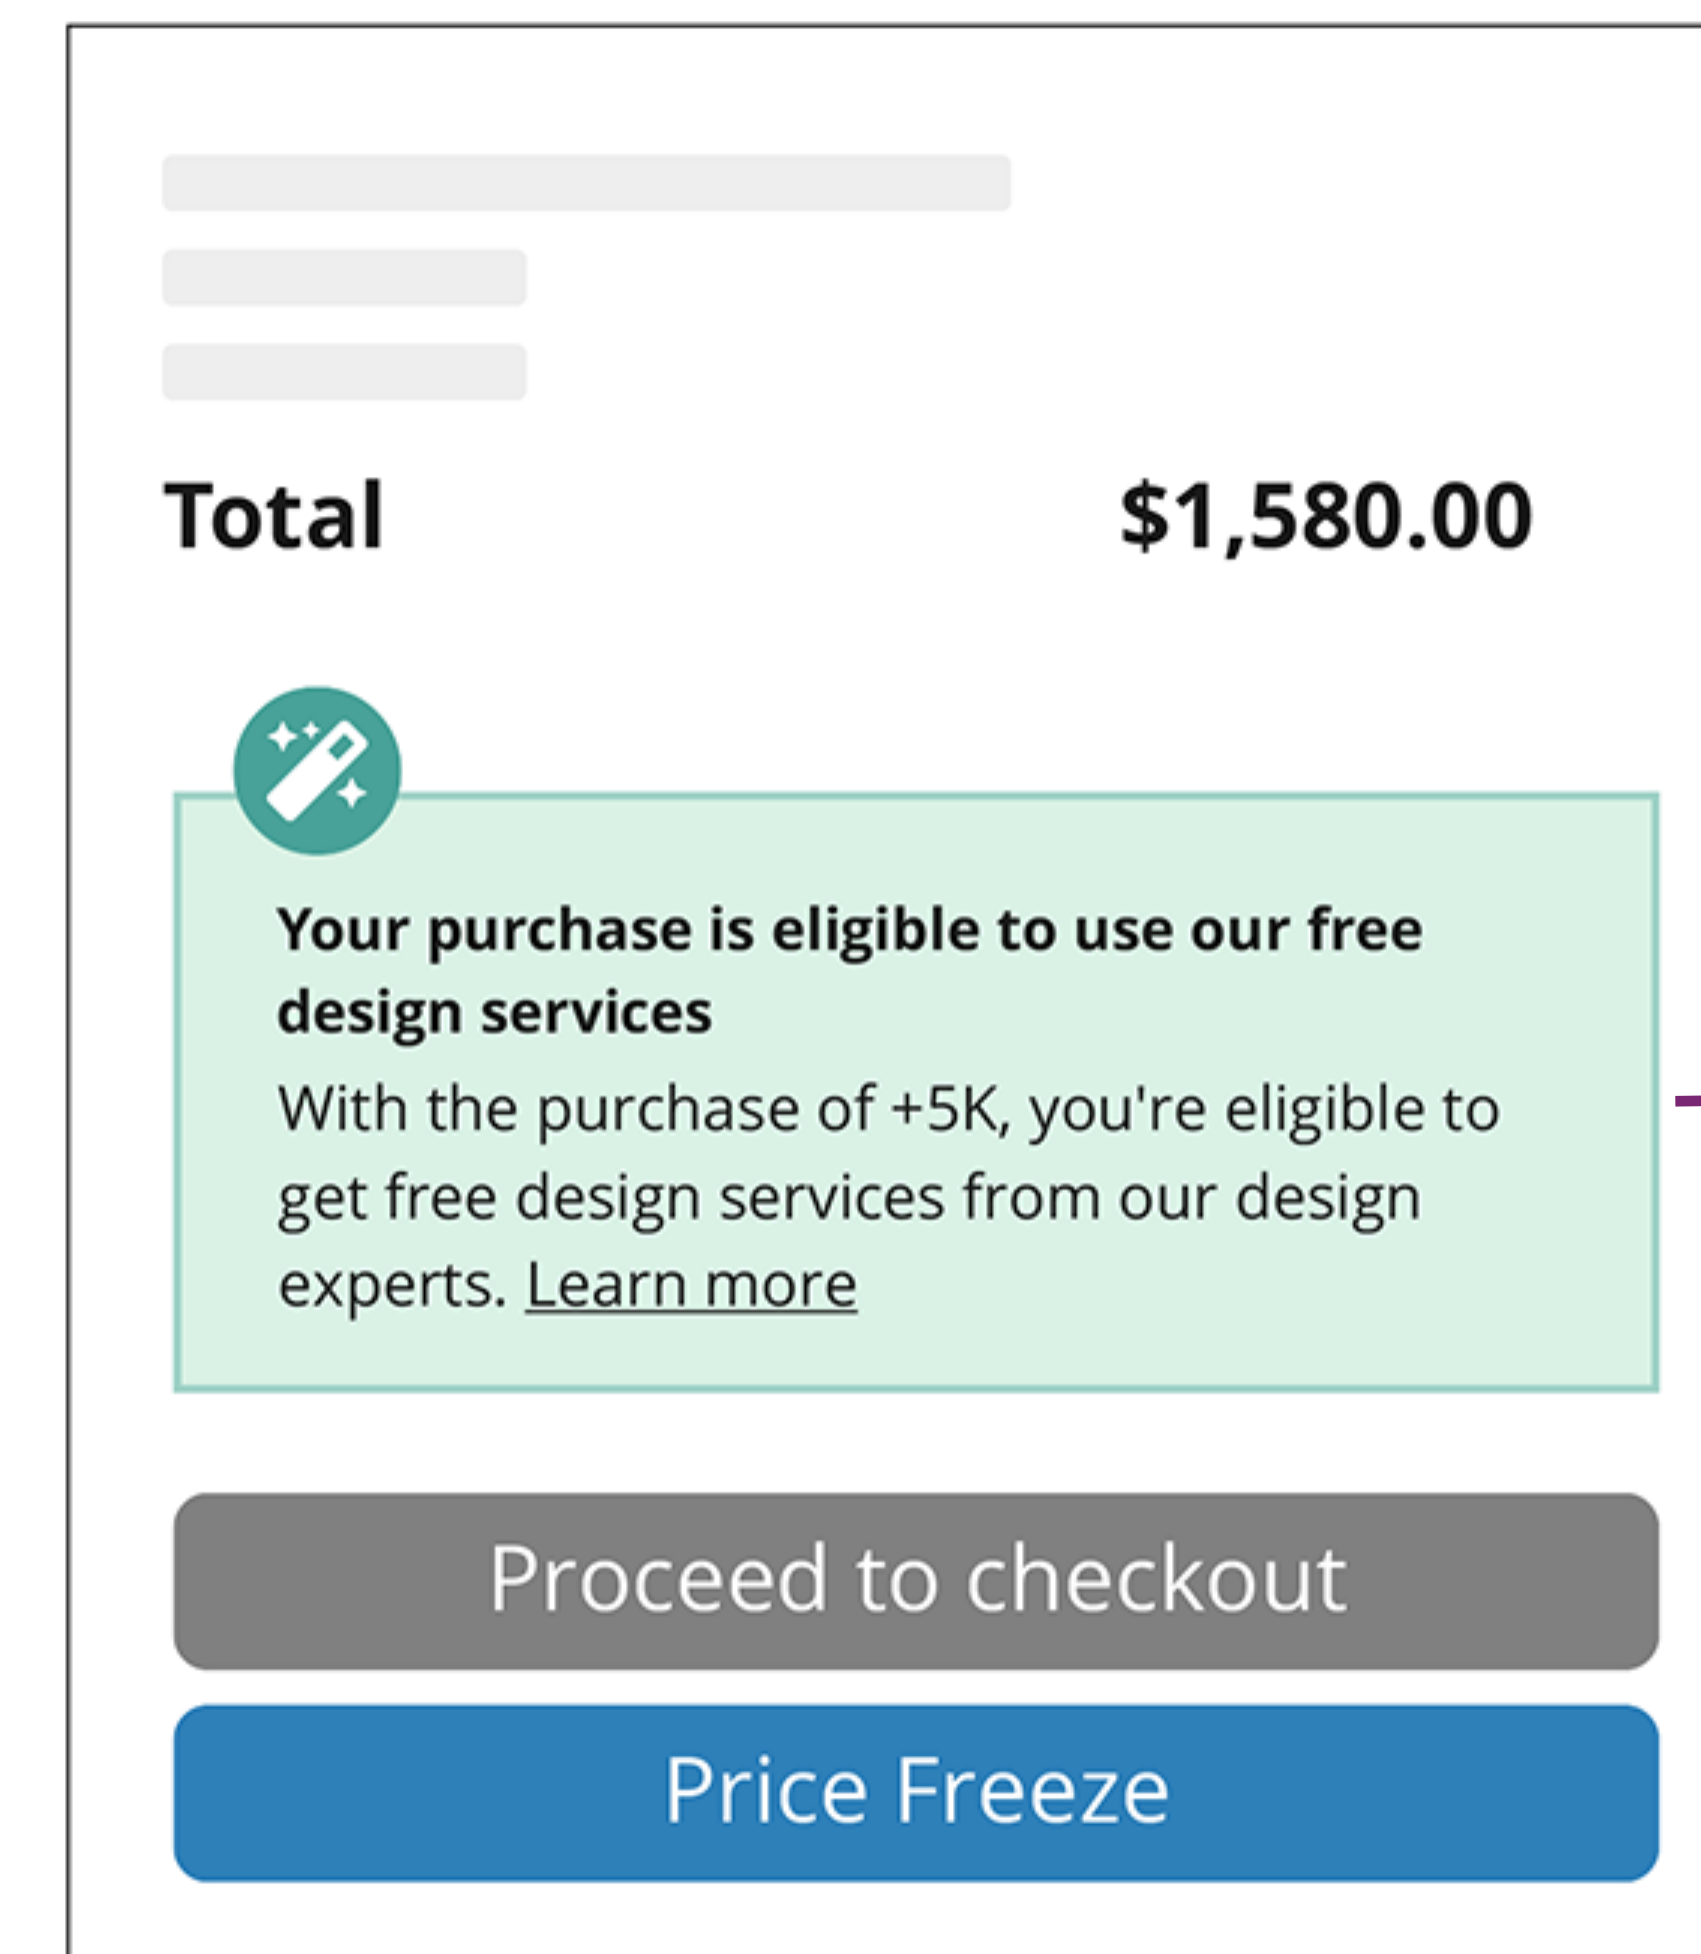 Total $1,580.00
Your purchase is eligible to use our free
design services
With the purchase of +5K, you're eligible to
get free design services from our design
experts. Learn more
Proceed to checkout
Price Freeze